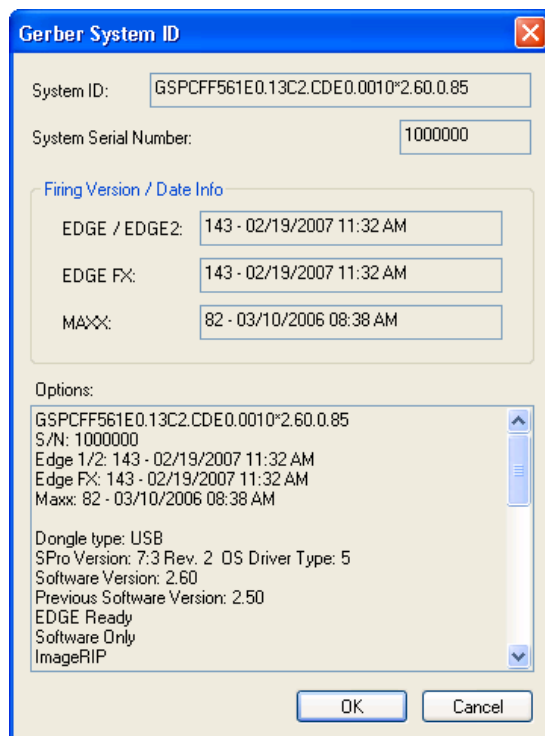 Gerber System ID
System ID: GSPCFF561E0.13C2.CDE0.0010*2.60.0.85
System Serial Number: 1000000
Firing Version / Date Info
EDGE / EDGE2: 143 - 02/19/2007 11:32 AM
EDGE FX: 143 - 02/19/2007 11:32 AM
MAXX: 82 - 03/10/2006 08:38 AM
Options:
GSPCFF561E0.13C2.CDE0.0010*2.60.0.85
S/N: 1000000
Edge 1/2: 143 - 02/19/2007 11:32 AM
Edge FX: 143 - 02/19/2007 11:32 AM
Maxx: 82 - 03/10/2006 08:38 AM
Dongle type: USB
SPro Version: 7:3 Rev. 2  OS Driver Type: 5
Software Version: 2.60
Previous Software Version: 2.50
EDGE Ready
Software Only
ImageRIP
OK Cancel